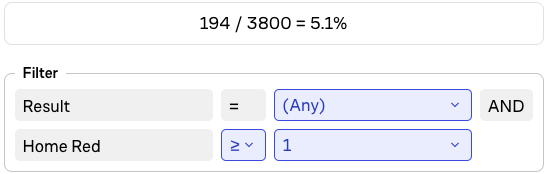 194 / 3800 = 5.1%
Filter
Result = (Any) AND
Home Red ≥ 1